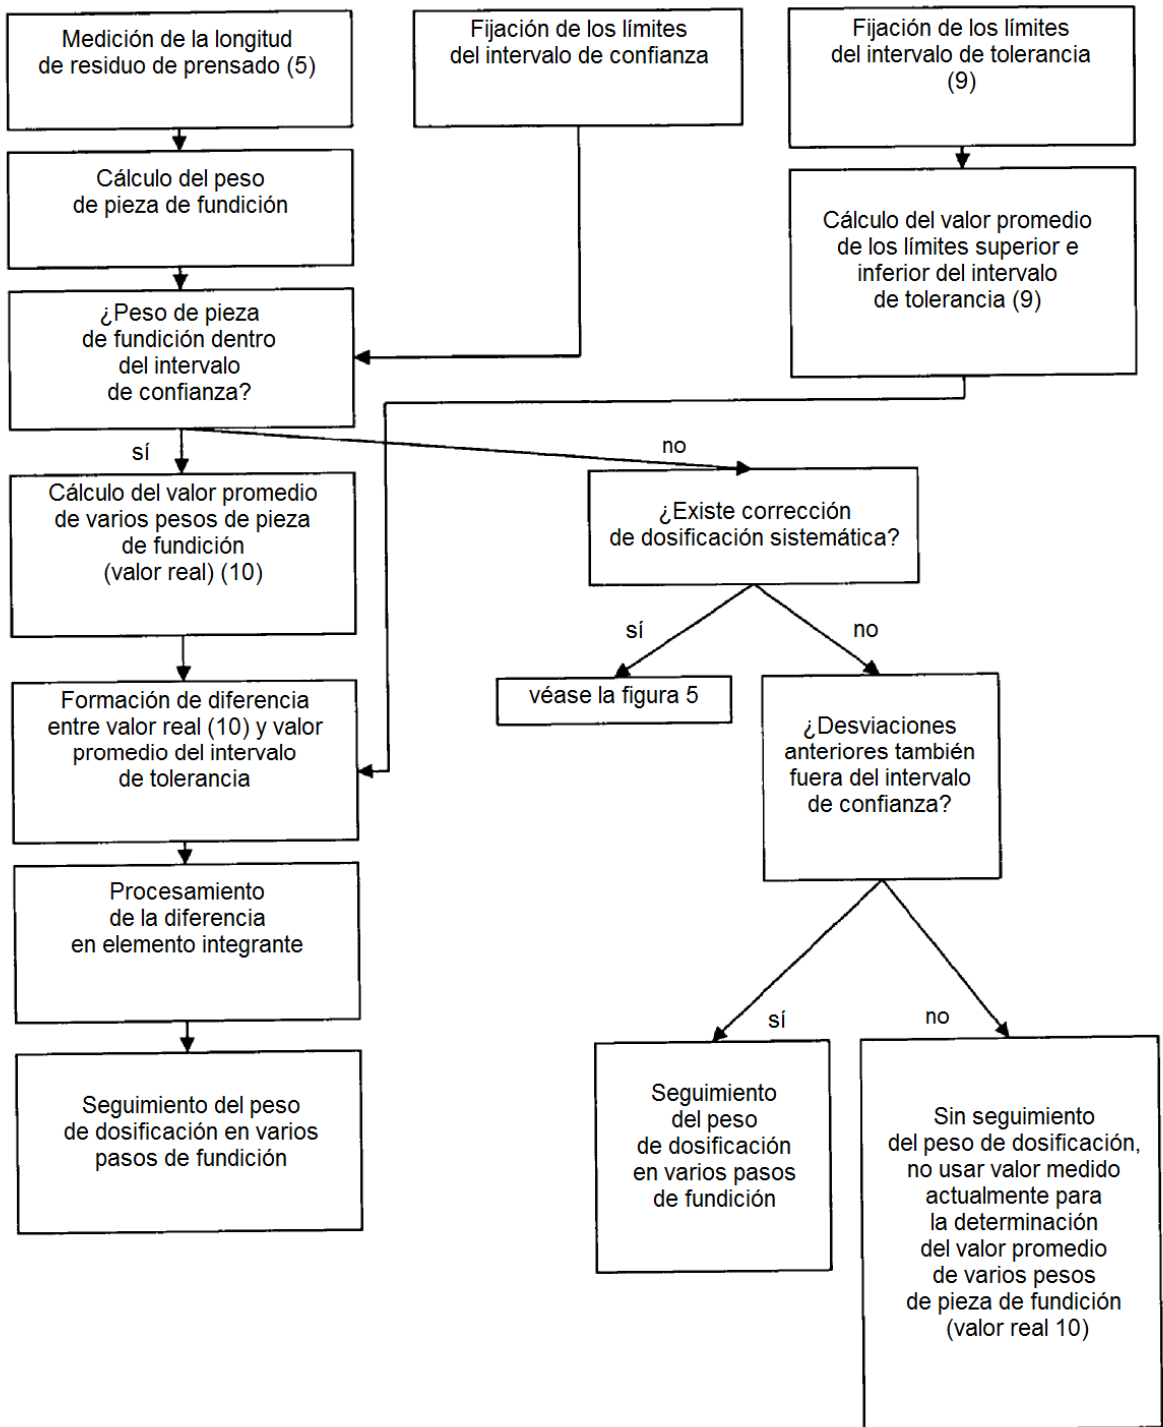 Medición de la longitud
de residuo de prensado (5)
Fijación de los límites
del intervalo de confianza
Fijación de los límites
del intervalo de tolerancia
(9)
Cálculo del peso
de pieza de fundición
Cálculo del valor promedio
de los límites superior e
inferior del intervalo
de tolerancia (9)
¿Peso de pieza
de fundición dentro
del intervalo
de confianza?
sí
no
Cálculo del valor promedio
de varios pesos de pieza
de fundición
(valor real) (10)
¿Existe corrección
de dosificación sistemática?
sí
no
Formación de diferencia
entre valor real (10) y valor
promedio del intervalo
de tolerancia
véase la figura 5
¿Desviaciones
anteriores también
fuera del intervalo
de confianza?
Procesamiento
de la diferencia
en elemento integrante
sí
no
Seguimiento del peso
de dosificación en varios
pasos de fundición
Seguimiento
del peso
de dosificación
en varios pasos
de fundición
Sin seguimiento
del peso de dosificación,
no usar valor medido
actualmente para
la determinación
del valor promedio
de varios pesos
de pieza de fundición
(valor real 10)